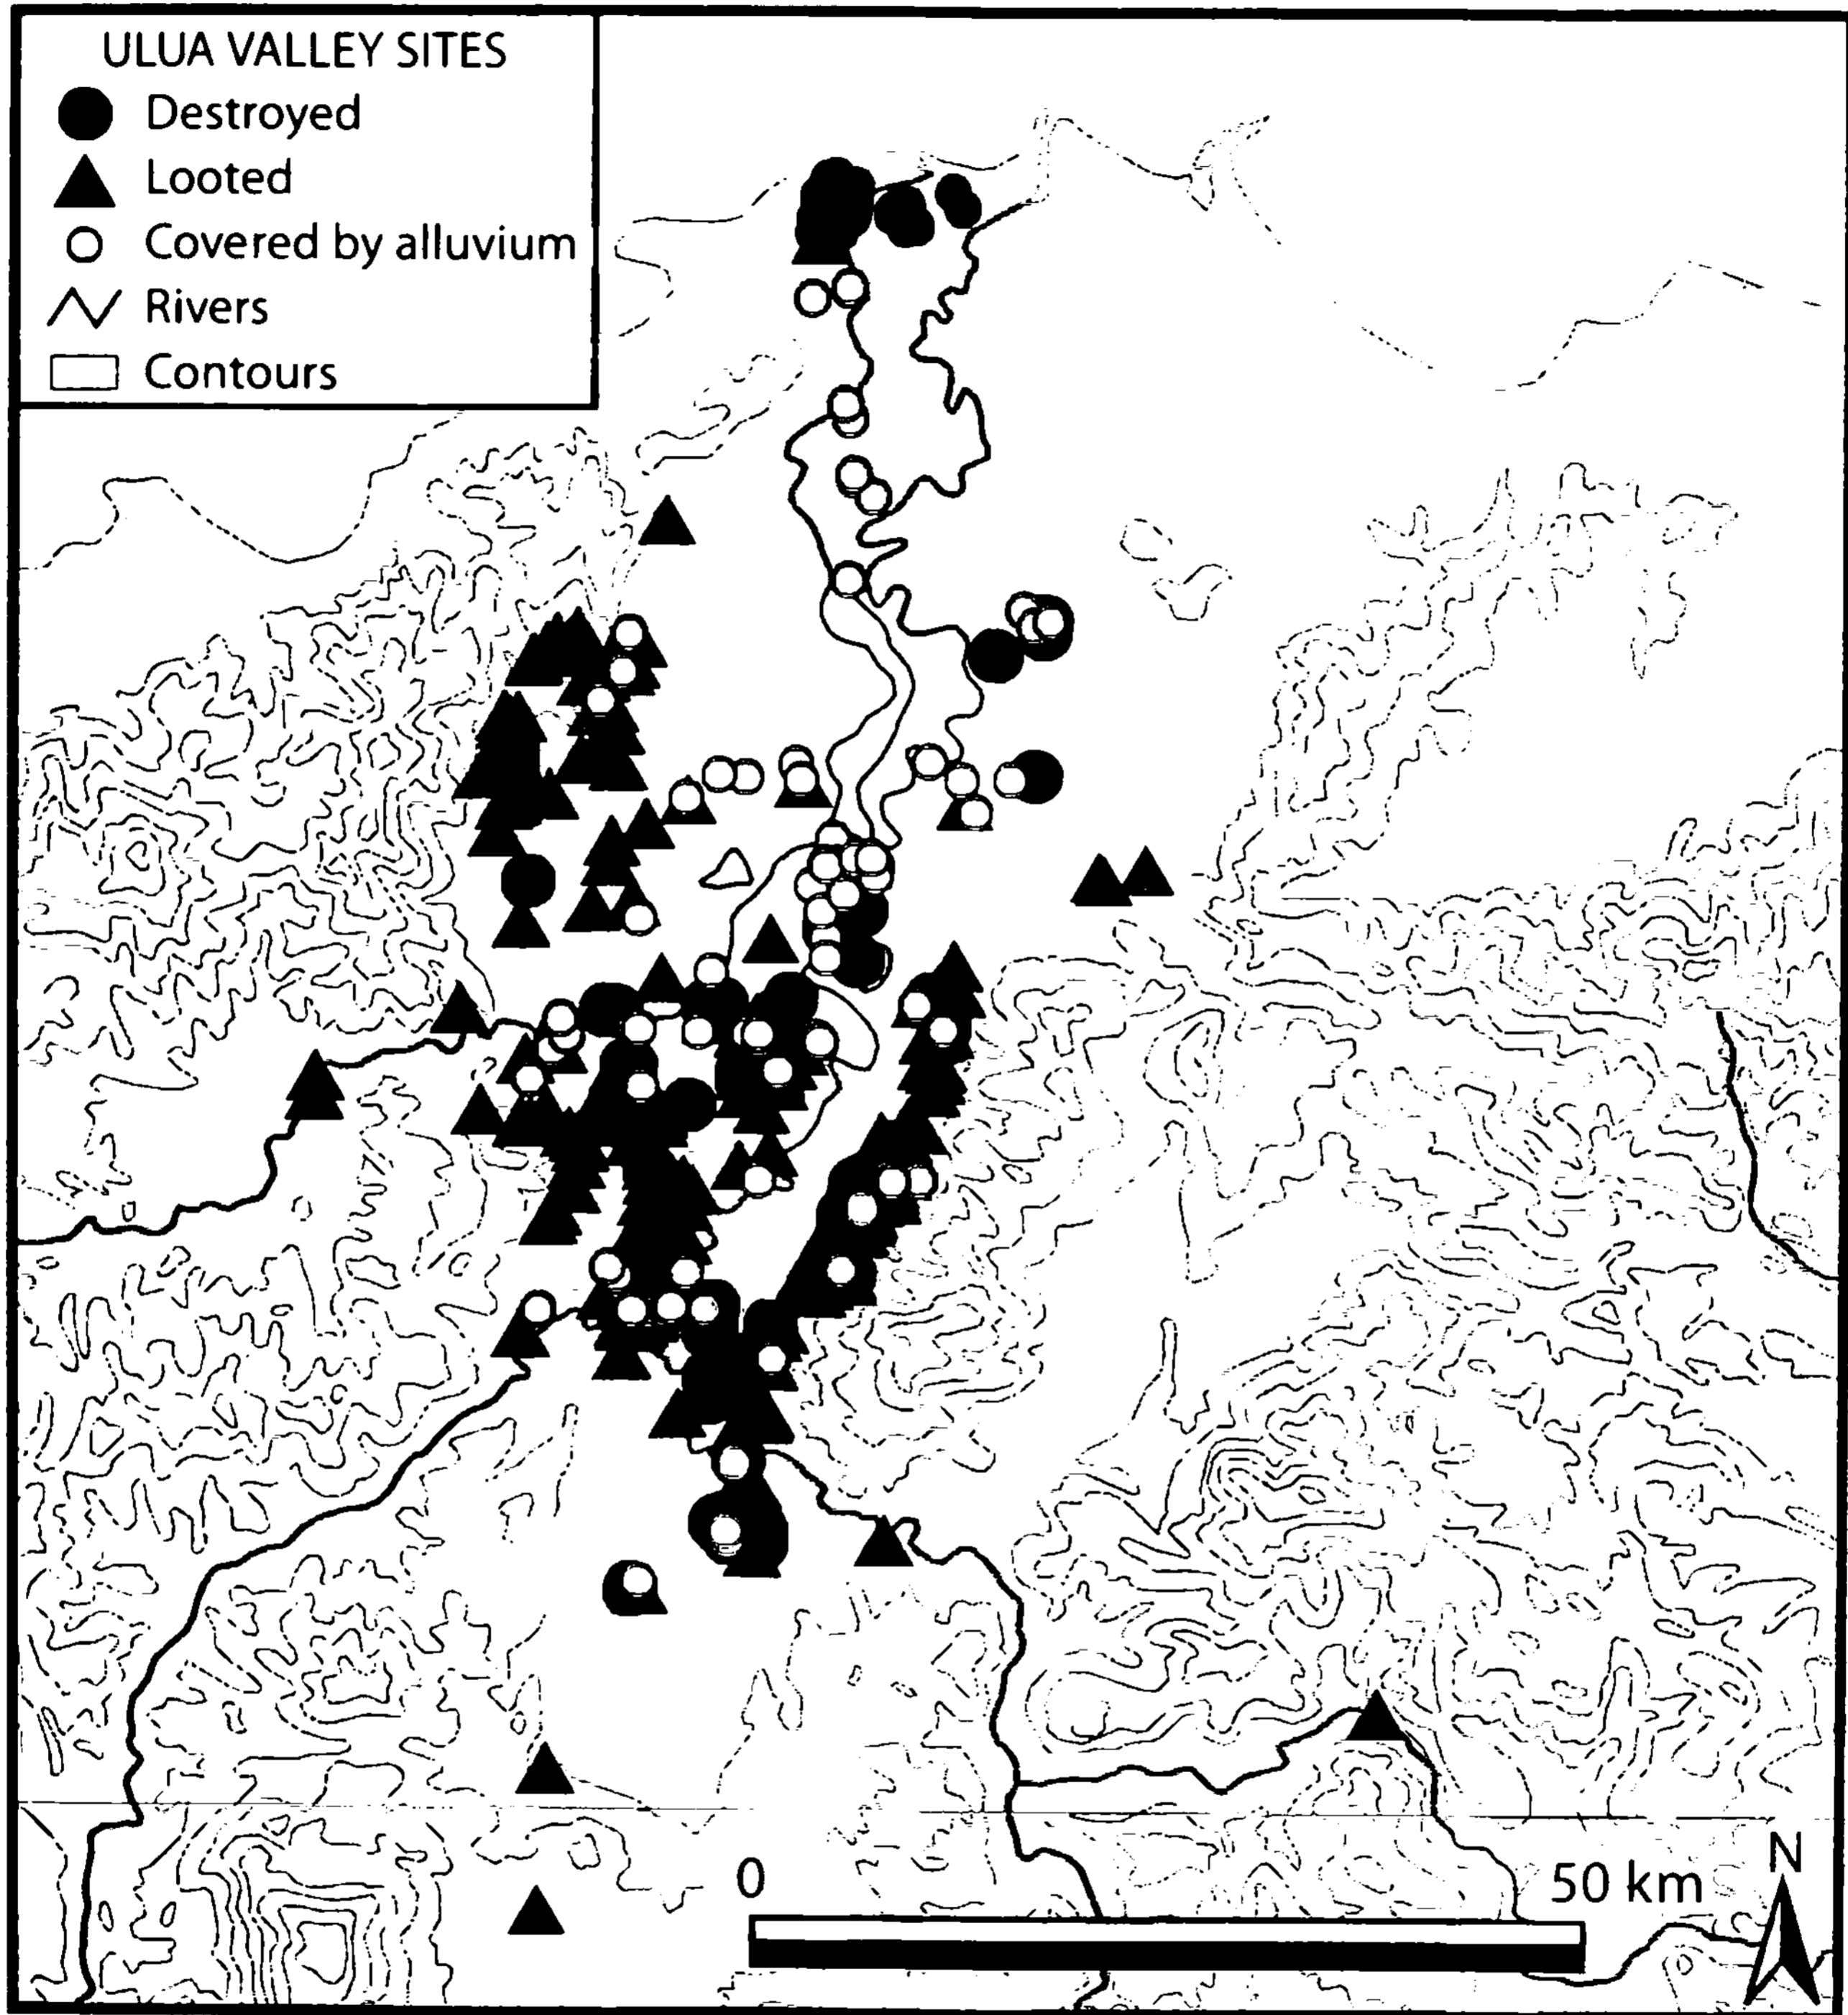 ULUA VALLEY SITES
Destroyed
Looted
Covered by alluvium
Rivers
Contours
0
50 km
N